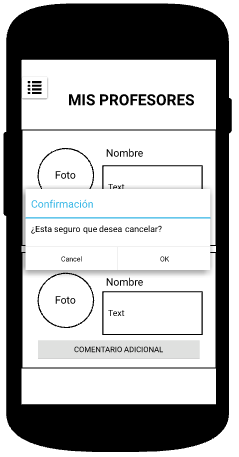 MIS PROFESORES
Nombre
Foto
Text
Confirmación
¿Esta seguro que desea cancelar?
Cancel OK
Nombre
Foto
Text
COMENTARIO ADICIONAL